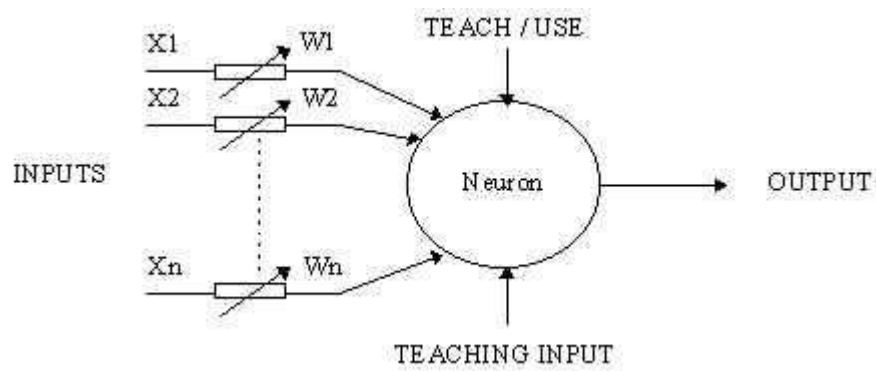 TEACH / USE
X1 W1
X2 W2
INPUTS
Neuron
OUTPUT
Xn Wn
TEACHING INPUT